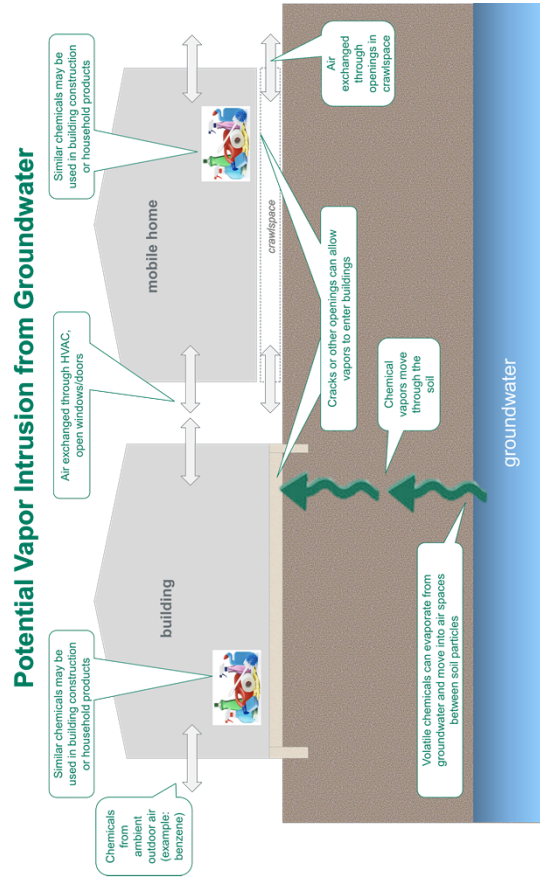 Potential Vapor Intrusion from Groundwater
Similar chemicals may be
used in building construction
or household products
Air exchanged through HVAC,
open windows/doors
Similar chemicals may be
used in building construction
or household products
Chemicals
from
ambient
outdoor air
(example:
benzene)
building
mobile home
crawlspace
Cracks or other openings can allow
vapors to enter buildings
Air
exchanged
through
openings in
crawlspace
Chemical
vapors move
through the
soil
Volatile chemicals can evaporate from
groundwater and move into air spaces
between soil particles
groundwater